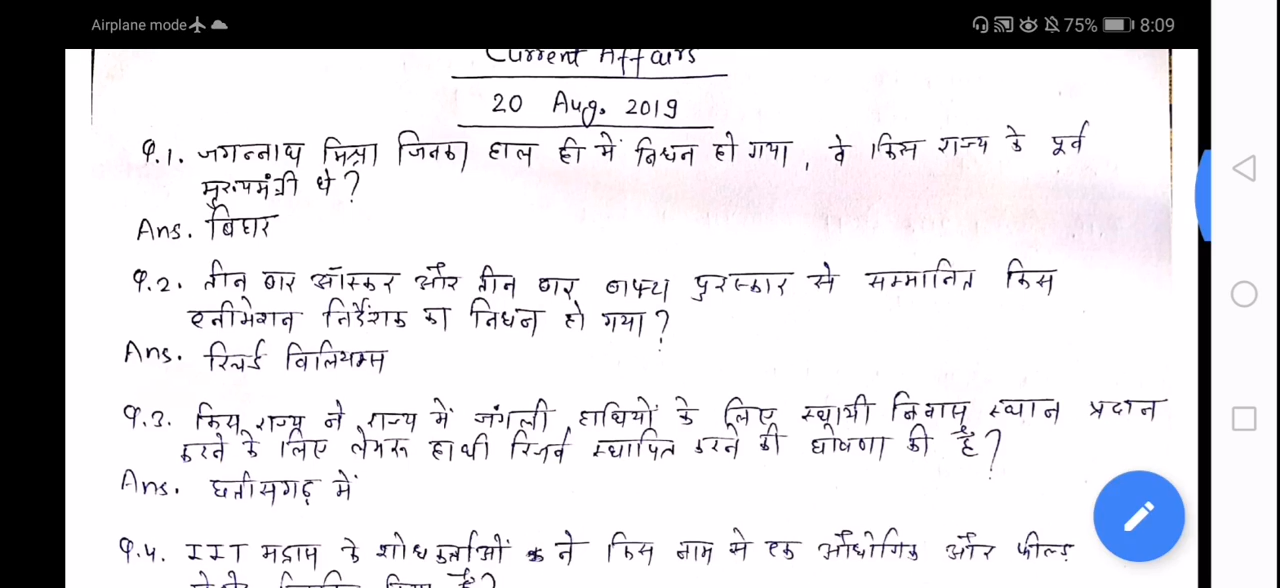 Airplane mode 75% 8:09
Current Affairs
20 Aug. 2019
Q.1. जगन्नाथ मिश्रा जिनका हाल ही में निधन हो गया, वे किस राज्य के पूर्व
मुख्यमंत्री थे?
Ans. बिहार
Q.2. तीन बार ऑस्कर और तीन बार बाफ्टा पुरस्कार से सम्मानित किस
एनीमेशन निर्देशक का निधन हो गया?
Ans. रिचर्ड विलियम्स
Q.3. किस राज्य ने राज्य में जंगली हाथियों के लिए स्थायी निवास स्थान प्रदान
करने के लिए लेमरू हाथी रिजर्व स्थापित करने की घोषणा की है?
Ans. छत्तीसगढ़ में
Q.4. IIT मद्रास के शोधकर्ताओं ने किस नाम से एक औद्योगिक और फील्ड
है?